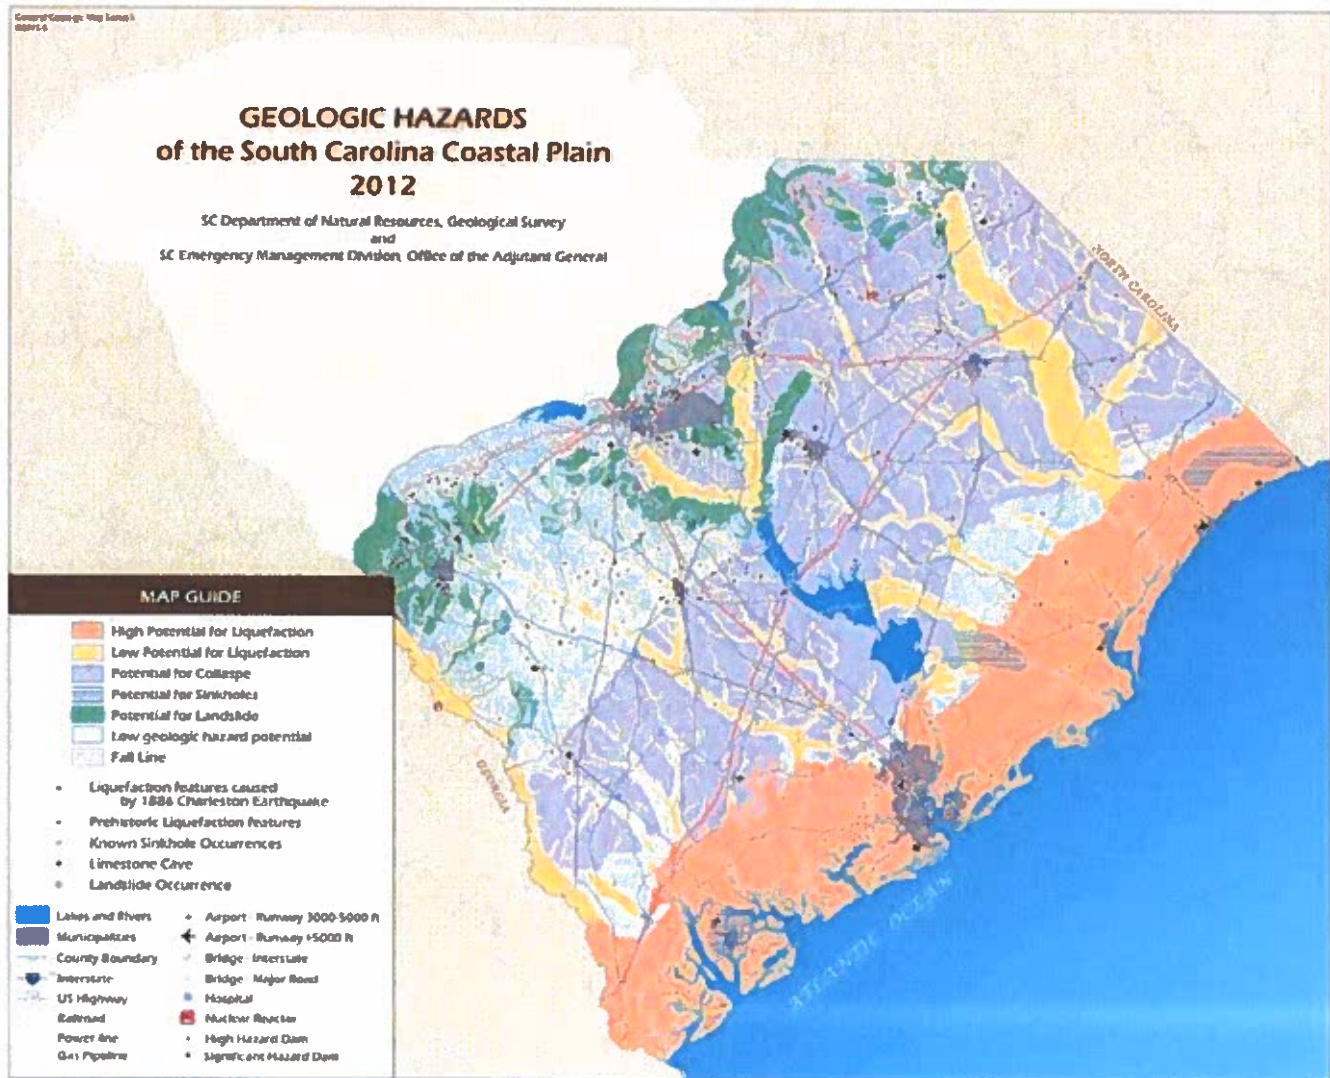 General Geologic Map Series
GEOLOGIC HAZARDS
of the South Carolina Coastal Plain
2012
SC Department of Natural Resources, Geological Survey
and
SC Emergency Management Division, Office of the Adjutant General
NORTH CAROLINA
GEORGIA
ATLANTIC OCEAN
MAP GUIDE
High Potential for Liquefaction
Low Potential for Liquefaction
Potential for Collaspe
Potential for Sinkholes
Potential for Landslide
Low geologic hazard potential
Fall Line
Liquefaction features caused
by 1886 Charleston Earthquake
Prehistoric Liquefaction features
Known Sinkhole Occurrences
Limestone Cave
Landslide Occurrence
Lakes and Rivers
Municipalities
County Boundary
Interstate
US Highway
Railroad
Power line
Gas Pipeline
Airport - Runway 3000-5000 ft
Airport - Runway +5000 ft
Bridge - Interstate
Bridge - Major Road
Hospital
Nuclear Reactor
High Hazard Dam
Significant Hazard Dam